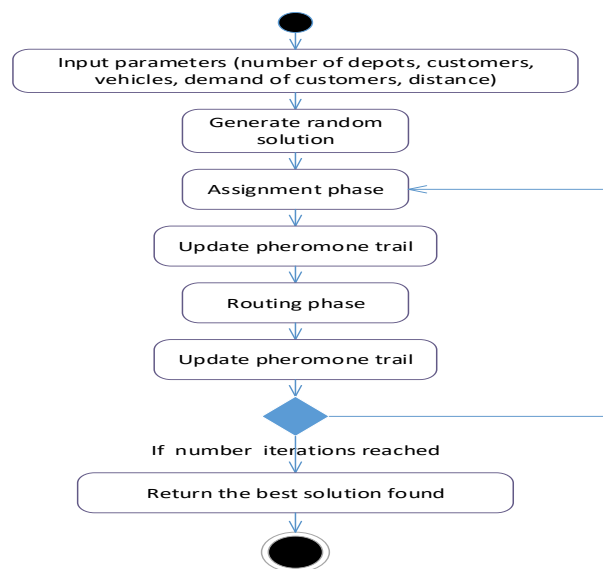 Input parameters (number of depots, customers,
vehicles, demand of customers, distance)
Generate random
solution
Assignment phase
Update pheromone trail
Routing phase
Update pheromone trail
If number iterations reached
Return the best solution found